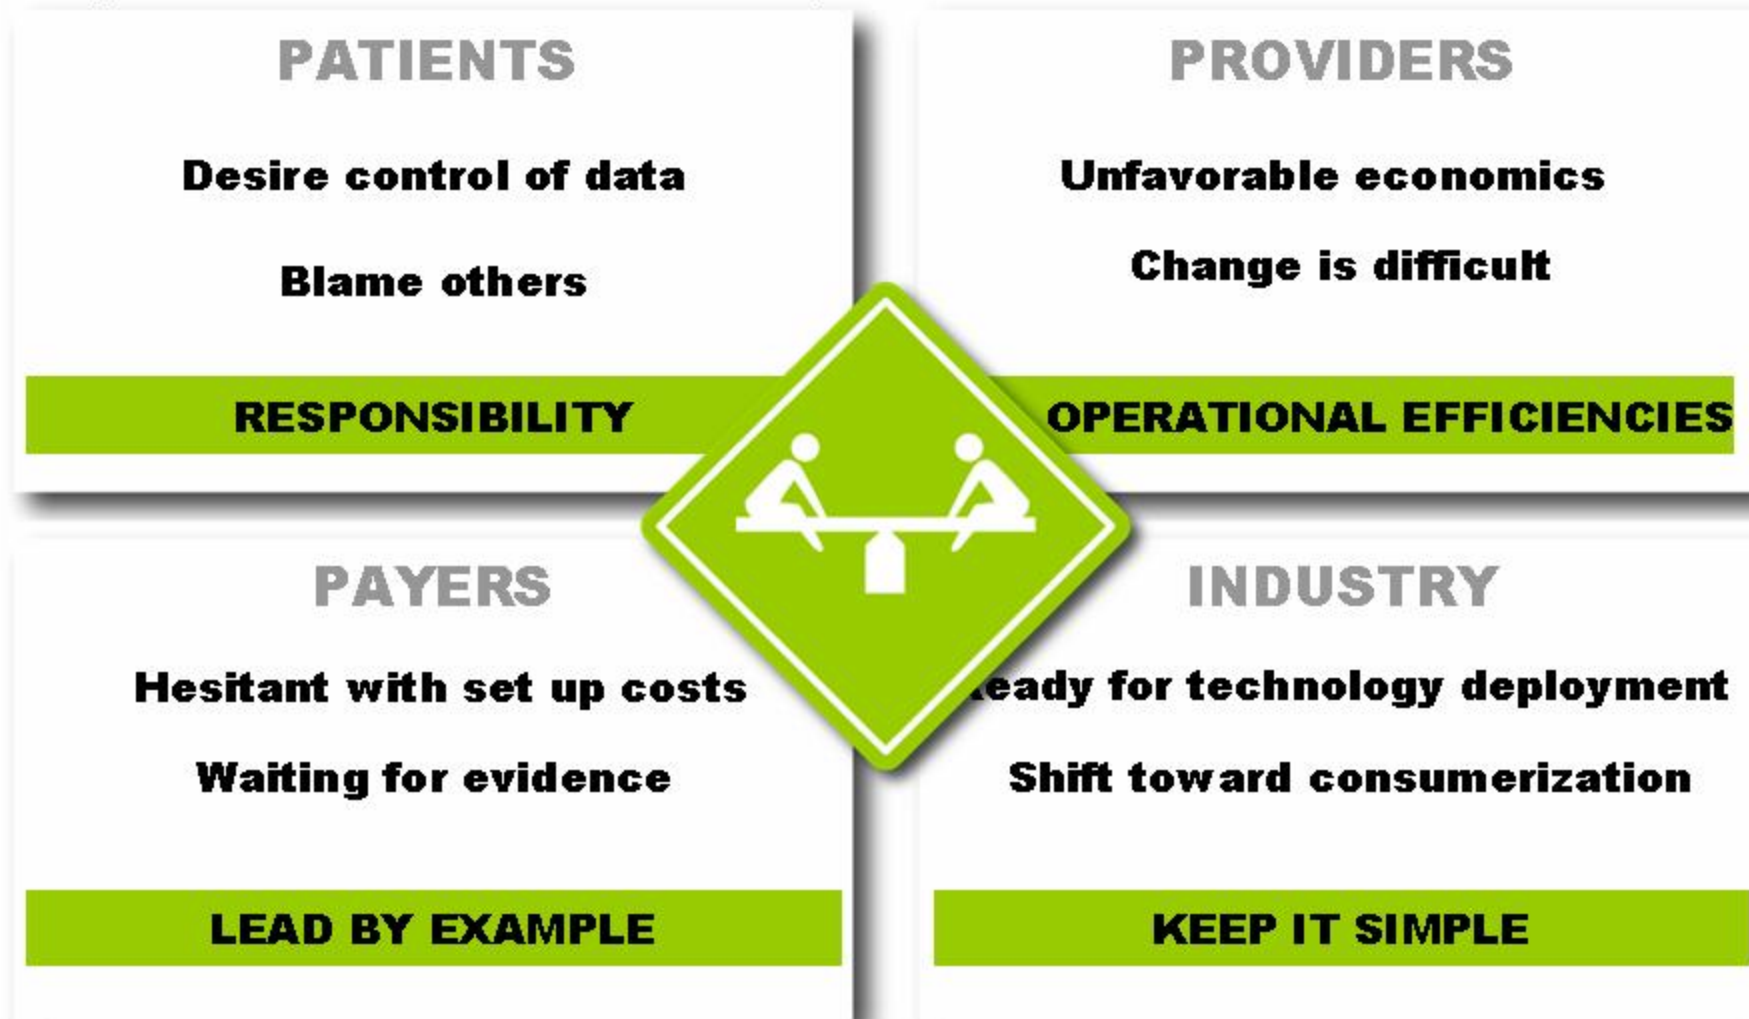 PATIENTS
Desire control of data
Blame others
RESPONSIBILITY
PROVIDERS
Unfavorable economics
Change is difficult
OPERATIONAL EFFICIENCIES
PAYERS
Hesitant with set up costs
Waiting for evidence
LEAD BY EXAMPLE
INDUSTRY
eady for technology deployment
Shift toward consumerization
KEEP IT SIMPLE